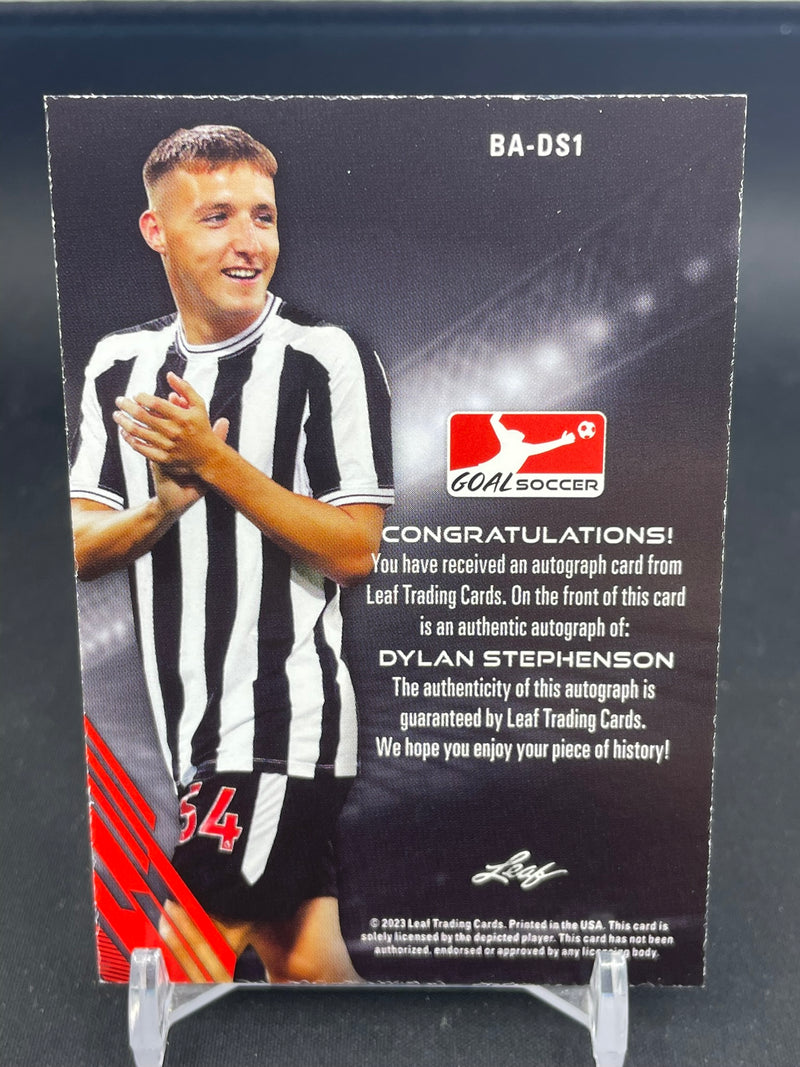 BA-DS1
GOAL SOCCER
CONGRATULATIONS!
You have received an autograph card from
Leaf Trading Cards. On the front of this card
is an authentic autograph of:
DYLAN STEPHENSON
The authenticity of this autograph is
guaranteed by Leaf Trading Cards.
We hope you enjoy your piece of history!
54
Leaf
© 2023 Leaf Trading Cards. Printed in the USA. This card is
solely licensed by the depicted player. This card has not been
authorized, endorsed or approved by any licensing body.